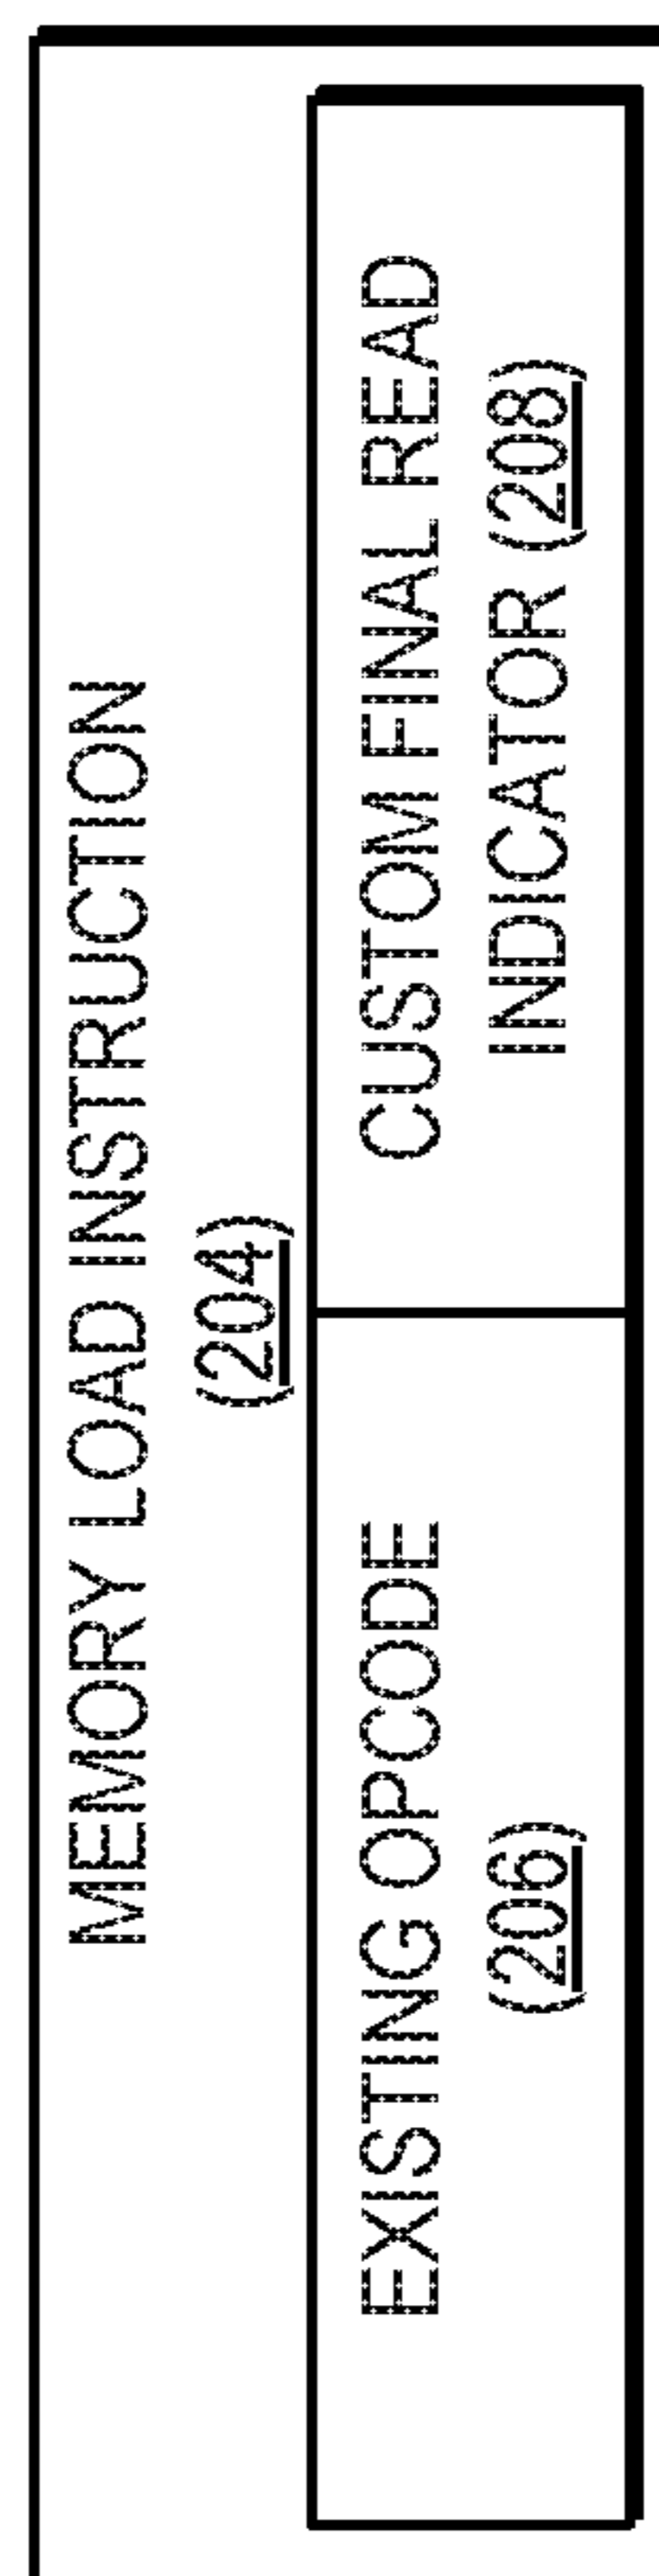 MEMORY LOAD INSTRUCTION
(204)
EXISTING OPCODE
(206)
CUSTOM FINAL READ
INDICATOR (208)